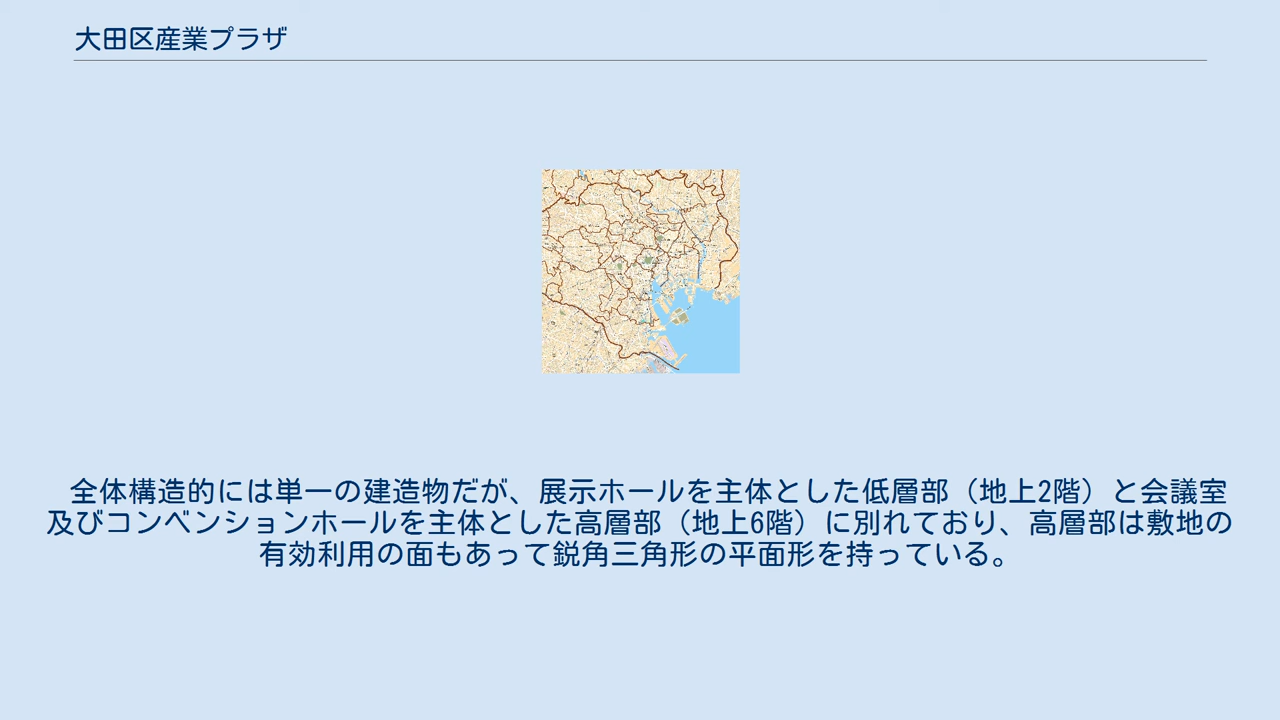 大田区産業プラザ
全体構造的には単一の建造物だが、展示ホールを主体とした低層部（地上2階）と会議室
及びコンベンションホールを主体とした高層部（地上6階）に別れており、高層部は敷地の
有効利用の面もあって鋭角三角形の平面形を持っている。